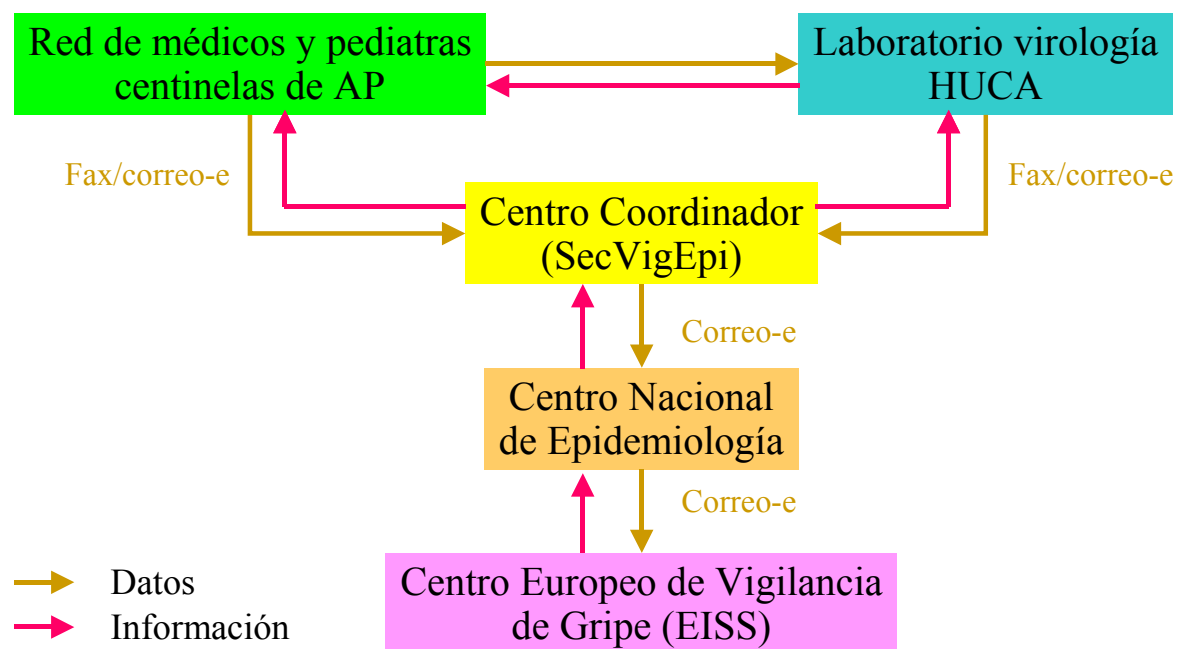 Red de médicos y pediatras
centinelas de AP
Laboratorio virología
HUCA
Fax/correo-e
Fax/correo-e
Centro Coordinador
(SecVigEpi)
Correo-e
Centro Nacional
de Epidemiología
Correo-e
Centro Europeo de Vigilancia
de Gripe (EISS)
Datos
Información